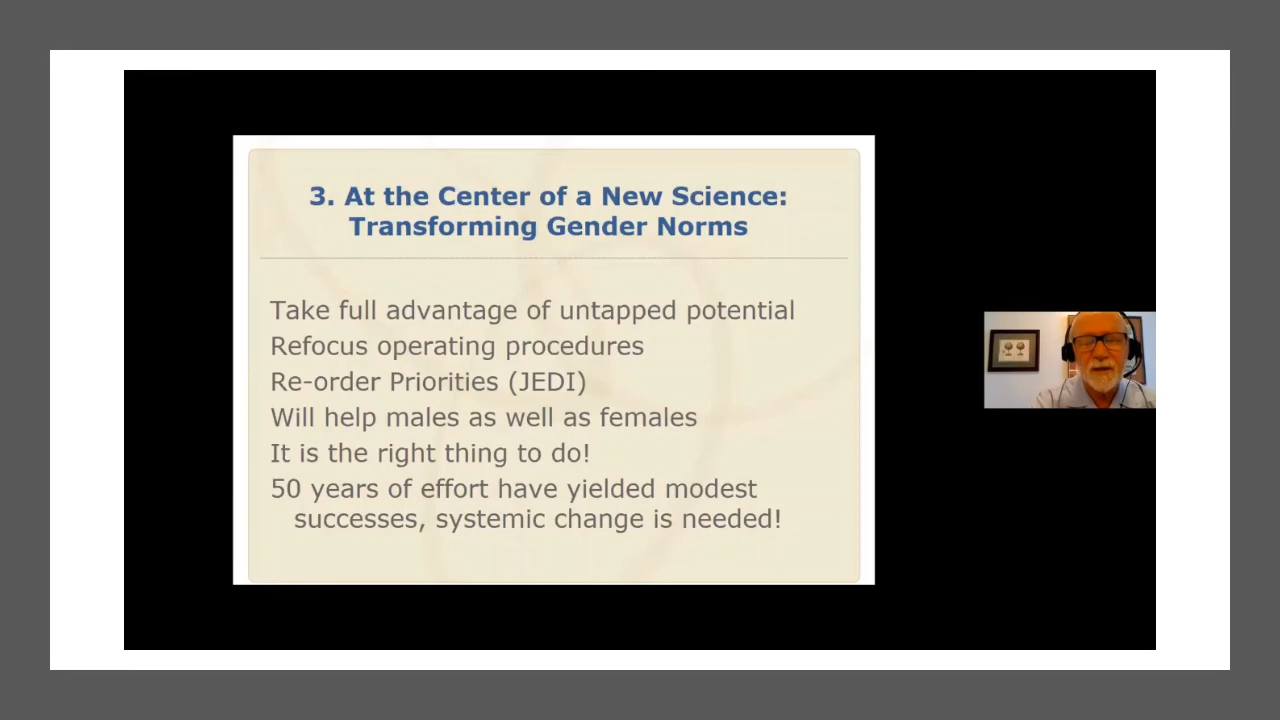 3. At the Center of a New Science:
Transforming Gender Norms
Take full advantage of untapped potential
Refocus operating procedures
Re-order Priorities (JEDI)
Will help males as well as females
It is the right thing to do!
50 years of effort have yielded modest
successes, systemic change is needed!